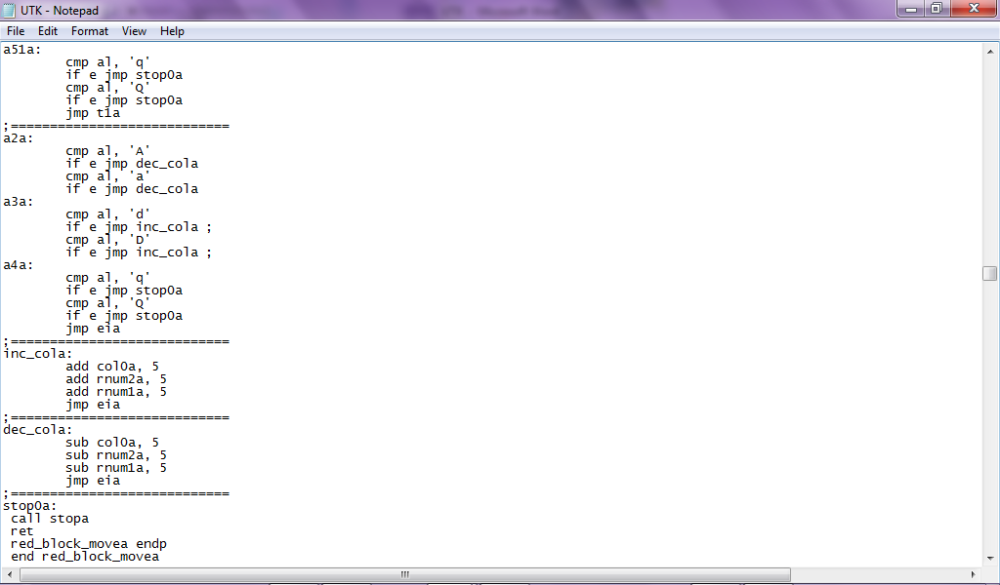 UTK - Notepad
File Edit Format View Help
a51a:
cmp al, 'q'
if e jmp stop0a
cmp al, 'Q'
if e jmp stop0a
jmp t1a
;============================
a2a:
cmp al, 'A'
if e jmp dec_cola
cmp al, 'a'
if e jmp dec_cola
a3a:
cmp al, 'd'
if e jmp inc_cola ;
cmp al, 'D'
if e jmp inc_cola ;
a4a:
cmp al, 'q'
if e jmp stop0a
cmp al, 'Q'
if e jmp stop0a
jmp eia
;============================
inc_cola:
add col0a, 5
add rnum2a, 5
add rnum1a, 5
jmp eia
;============================
dec_cola:
sub col0a, 5
sub rnum2a, 5
sub rnum1a, 5
jmp eia
;============================
stop0a:
call stopa
ret
red_block_movea endp
end red_block_movea